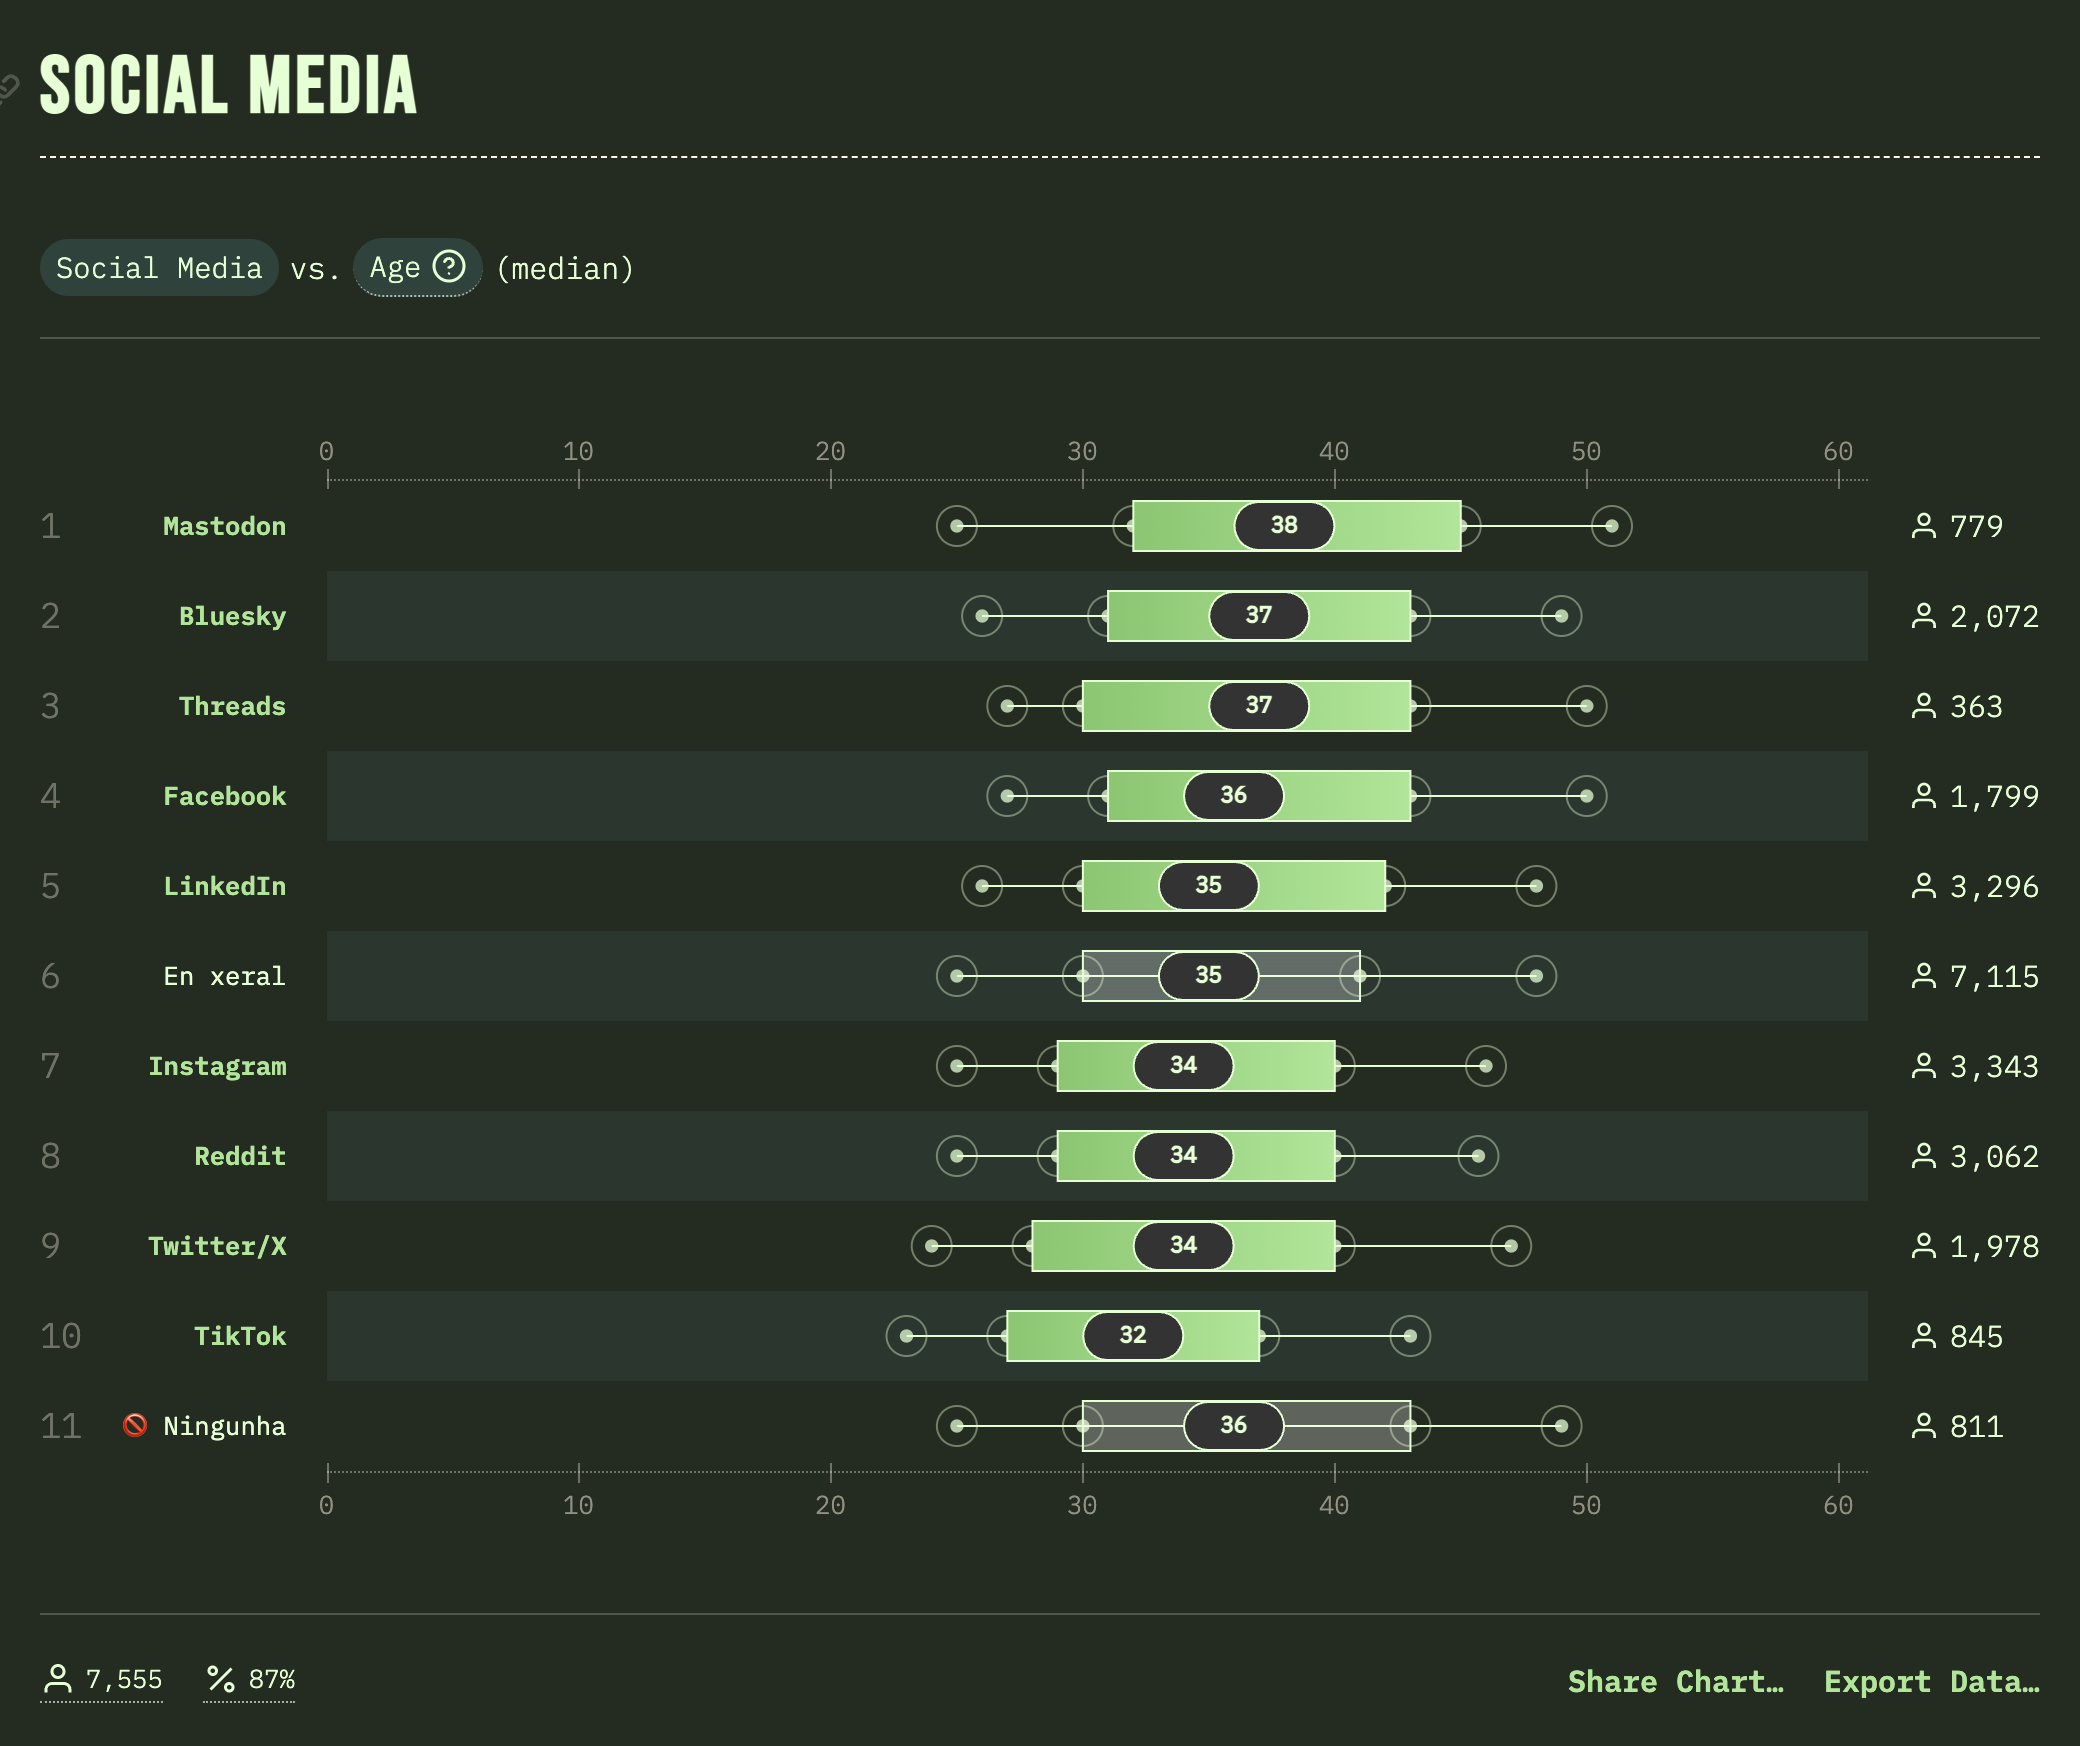 SOCIAL MEDIA
Social Media vs. Age ? (median)
0 10 20 30 40 50 60
1 Mastodon 38 779
2 Bluesky 37 2,072
3 Threads 37 363
4 Facebook 36 1,799
5 LinkedIn 35 3,296
6 En xeral 35 7,115
7 Instagram 34 3,343
8 Reddit 34 3,062
9 Twitter/X 34 1,978
10 TikTok 32 845
11 Ningunha 36 811
0 10 20 30 40 50 60
7,555 % 87% Share Chart… Export Data…